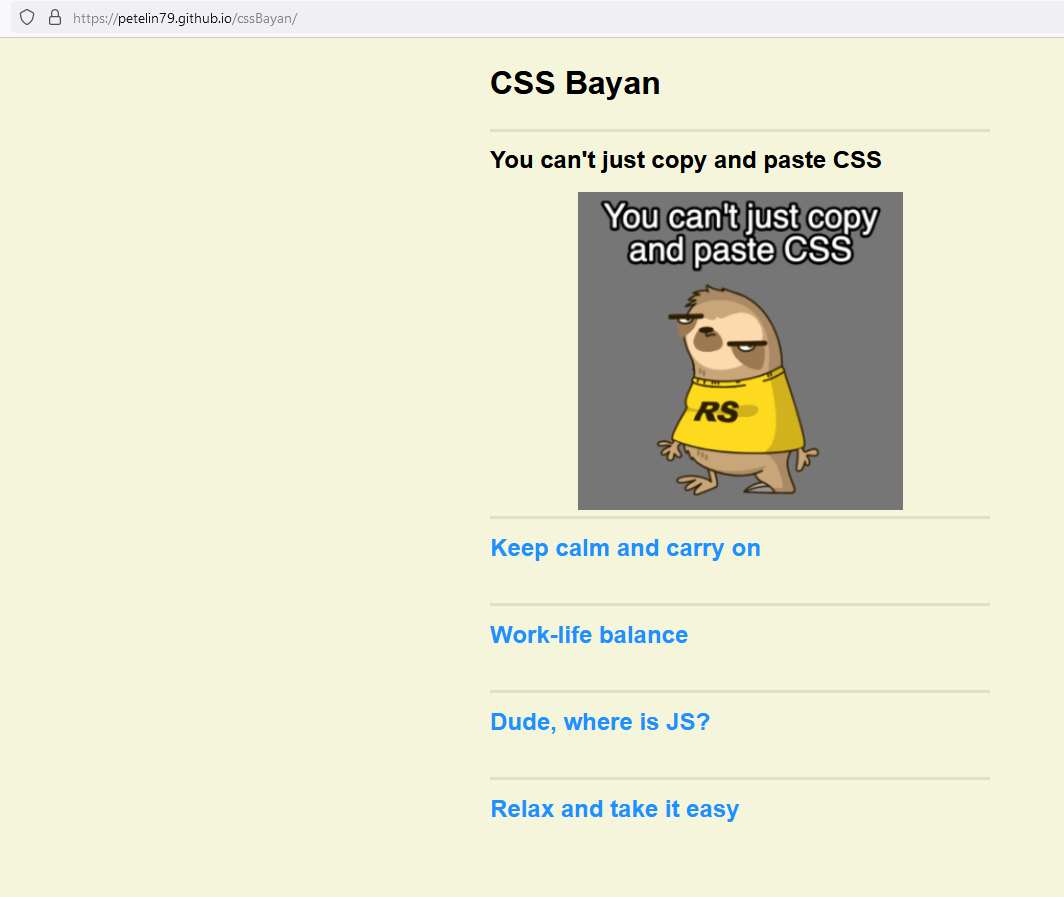 https://petelin79.github.io/cssBayan/
CSS Bayan
You can't just copy and paste CSS
You can't just copy
and paste CSS
RS
Keep calm and carry on
Work-life balance
Dude, where is JS?
Relax and take it easy